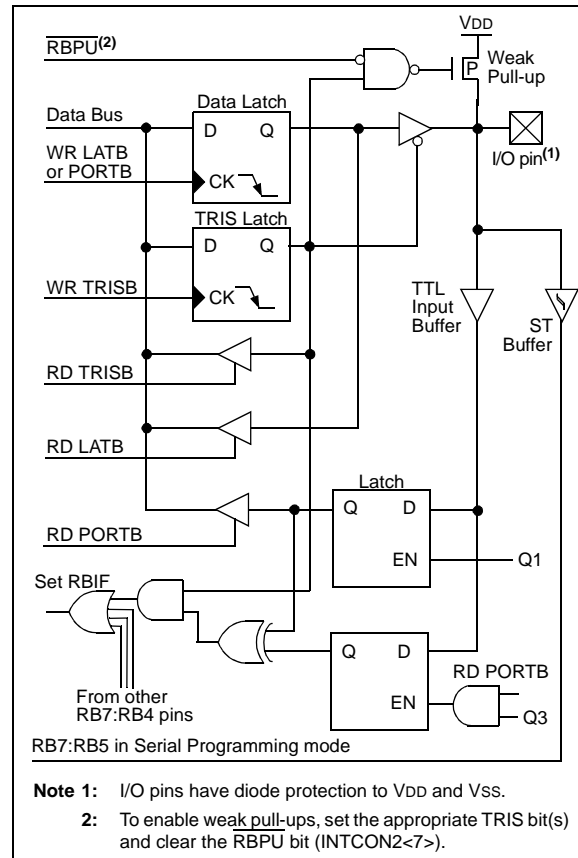 RBPU(2)
VDD
P
Weak
Pull-up
Data Bus
Data Latch
D Q
I/O pin(1)
WR LATB
or PORTB
CK
TRIS Latch
D Q
WR TRISB
CK
TTL
Input
Buffer
ST
Buffer
RD TRISB
RD LATB
Latch
Q D
RD PORTB
EN
Q1
Set RBIF
Q D
RD PORTB
EN
Q3
From other
RB7:RB4 pins
RB7:RB5 in Serial Programming mode
Note 1: I/O pins have diode protection to VDD and VSS.
2: To enable weak pull-ups, set the appropriate TRIS bit(s)
and clear the RBPU bit (INTCON2<7>).